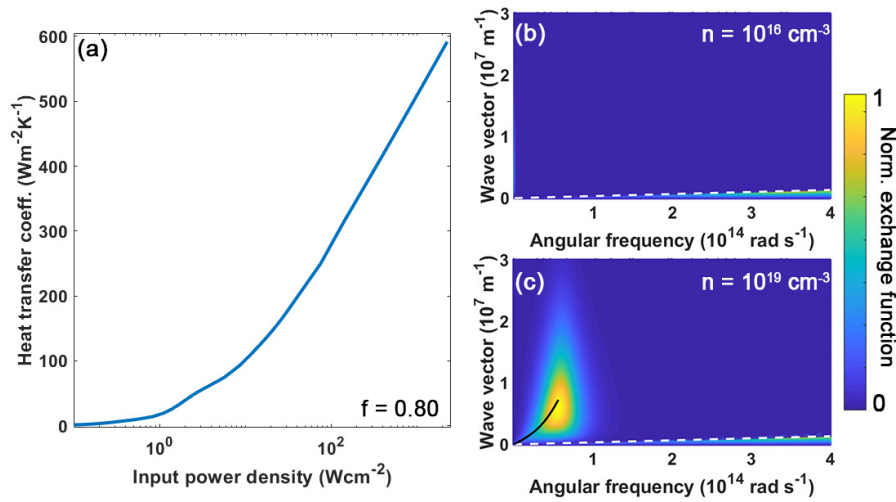 (a)
600
500
400
300
200
100
0
Heat transfer coeff. (Wm⁻²K⁻¹)
f = 0.80
10⁰
10²
Input power density (Wcm⁻²)
(b)
n = 10¹⁶ cm⁻³
3
2
1
0
Wave vector (10⁷ m⁻¹)
1
2
3
4
Angular frequency (10¹⁴ rad s⁻¹)
(c)
n = 10¹⁹ cm⁻³
3
2
1
0
Wave vector (10⁷ m⁻¹)
1
2
3
4
Angular frequency (10¹⁴ rad s⁻¹)
1
0
Norm. exchange function